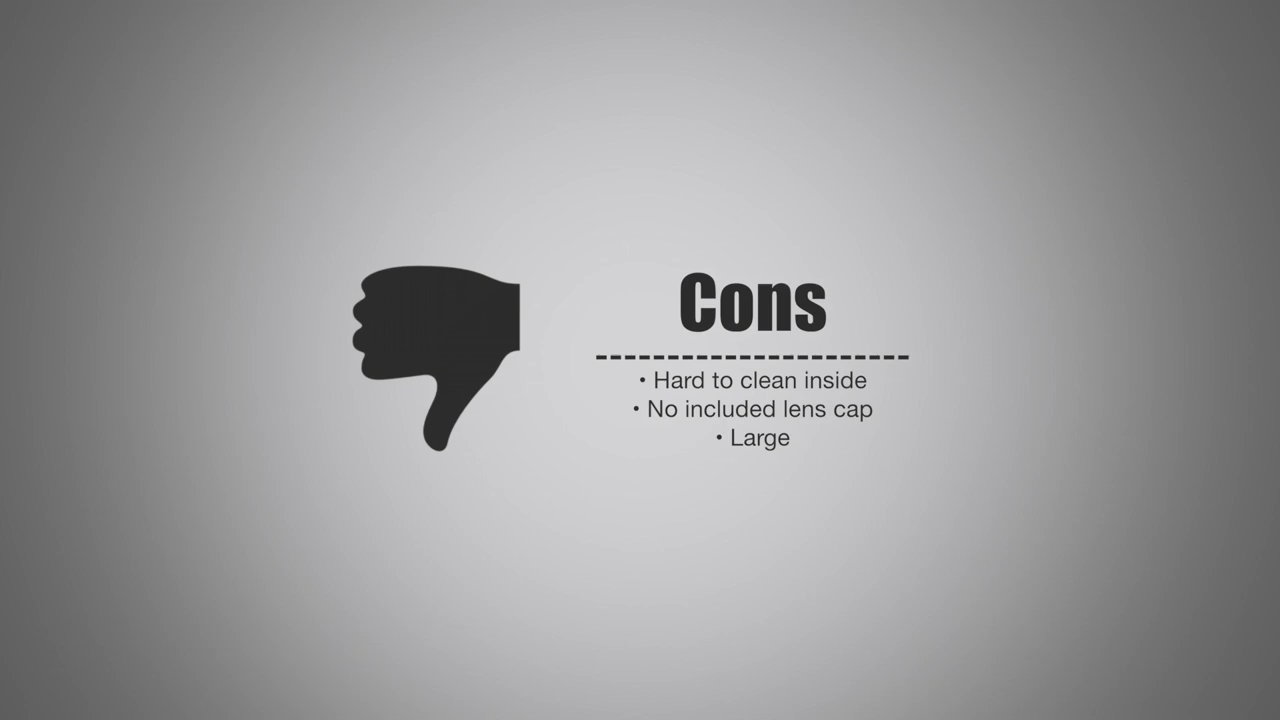 Cons
• Hard to clean inside
• No included lens cap
• Large